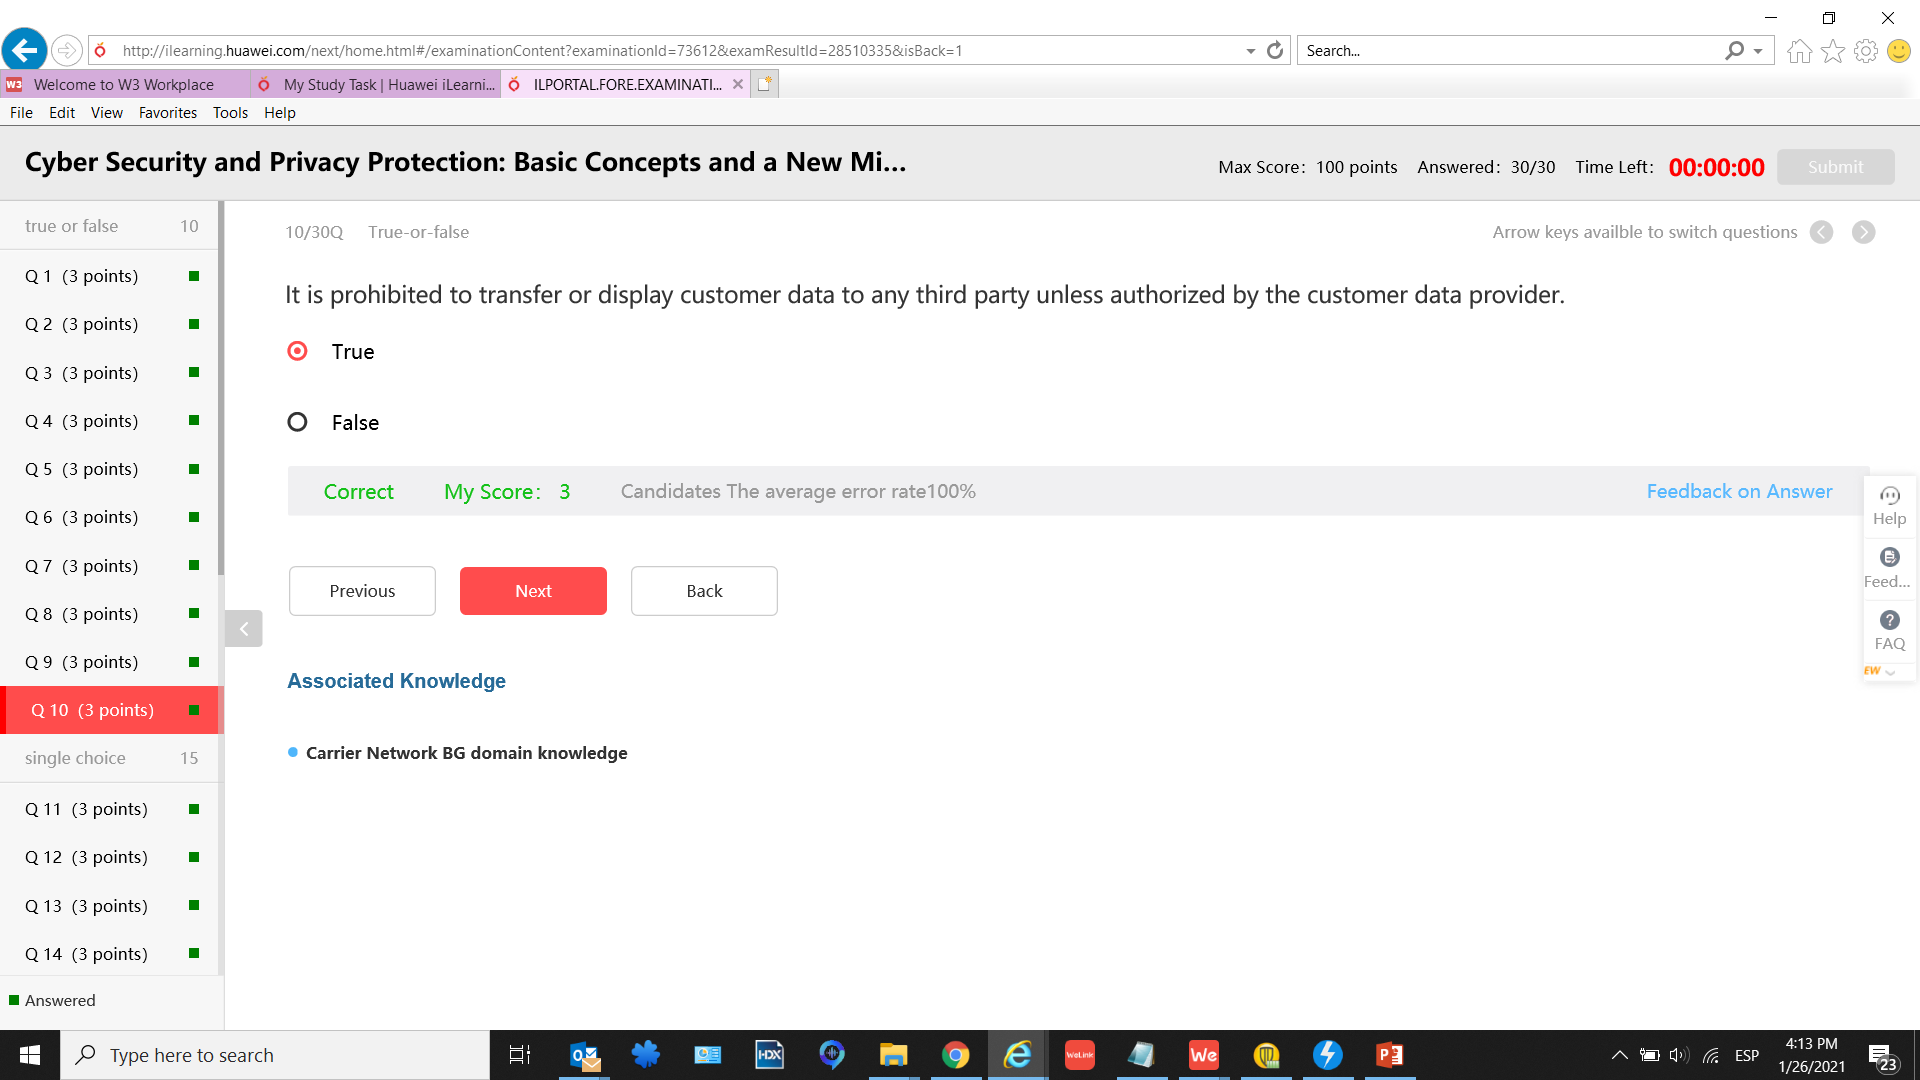 http://ilearning.huawei.com/next/home.html#/examinationContent?examinationId=73612&examResultId=28510335&isBack=1
Search...
W3 Welcome to W3 Workplace
My Study Task | Huawei iLearni...
ILPORTAL.FORE.EXAMINATI...
File Edit View Favorites Tools Help
Cyber Security and Privacy Protection: Basic Concepts and a New Mi...
Max Score: 100 points Answered: 30/30 Time Left: 00:00:00 Submit
true or false 10
Q 1 (3 points)
Q 2 (3 points)
Q 3 (3 points)
Q 4 (3 points)
Q 5 (3 points)
Q 6 (3 points)
Q 7 (3 points)
Q 8 (3 points)
Q 9 (3 points)
Q 10 (3 points)
single choice 15
Q 11 (3 points)
Q 12 (3 points)
Q 13 (3 points)
Q 14 (3 points)
Answered
10/30Q True-or-false
Arrow keys availble to switch questions
It is prohibited to transfer or display customer data to any third party unless authorized by the customer data provider.
True
False
Correct My Score: 3 Candidates The average error rate100% Feedback on Answer
Previous Next Back
Associated Knowledge
Carrier Network BG domain knowledge
Help
Feed...
FAQ
EW
Type here to search
HDX
WeLink
We
ESP
4:13 PM
1/26/2021
23